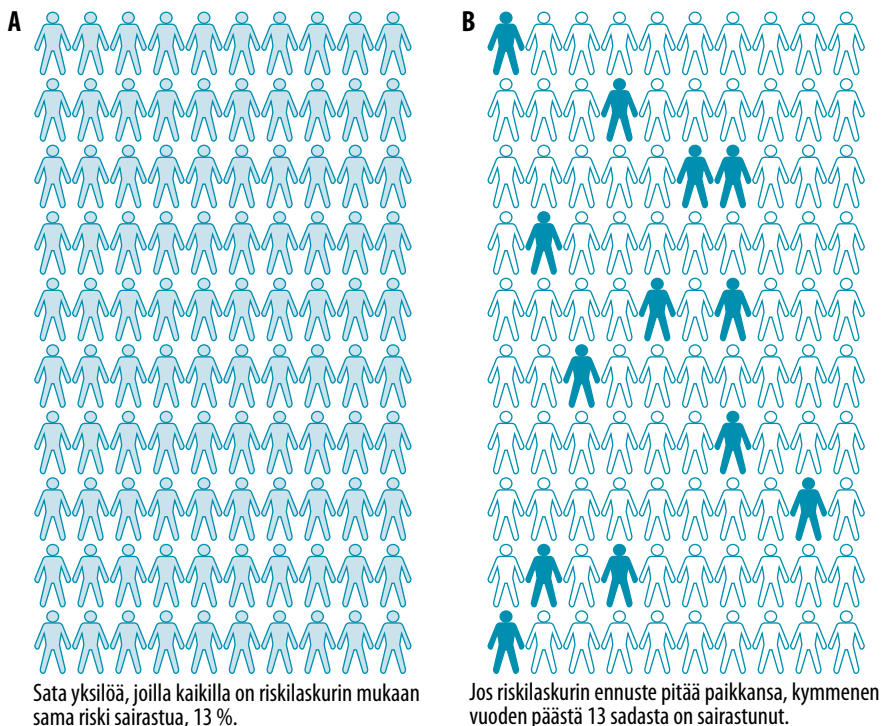 A
Sata yksilöä, joilla kaikilla on riskilaskurin mukaan
sama riski sairastua, 13 %.
B
Jos riskilaskurin ennuste pitää paikkansa, kymmenen
vuoden päästä 13 sadasta on sairastunut.